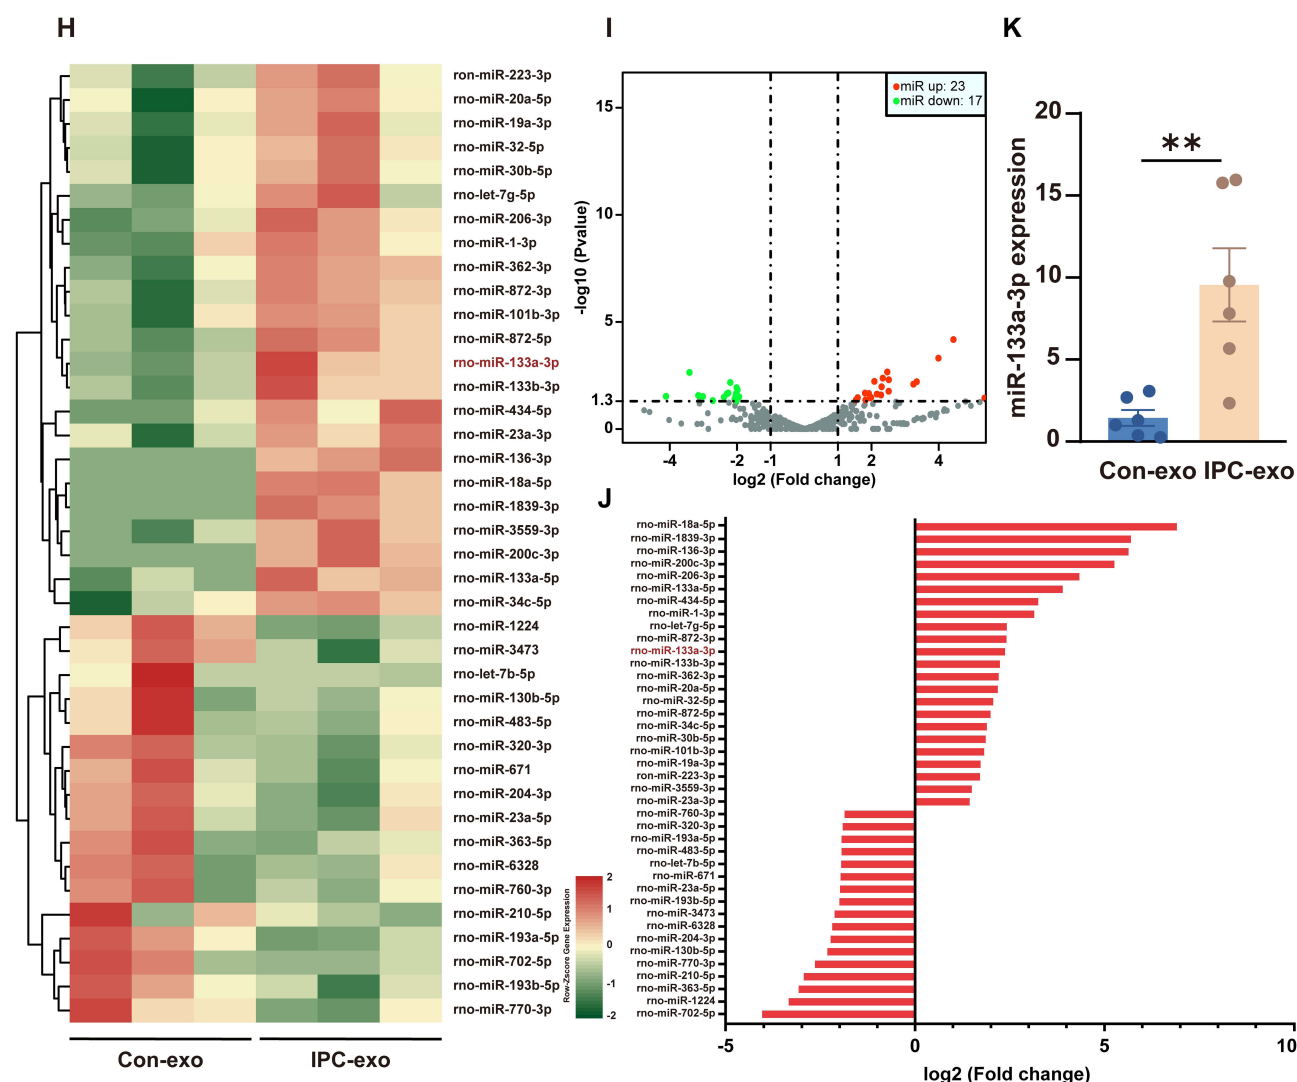 H
ron-miR-223-3p
rno-miR-20a-5p
rno-miR-19a-3p
rno-miR-32-5p
rno-miR-30b-5p
rno-let-7g-5p
rno-miR-206-3p
rno-miR-1-3p
rno-miR-362-3p
rno-miR-872-3p
rno-miR-101b-3p
rno-miR-872-5p
rno-miR-133a-3p
rno-miR-133b-3p
rno-miR-434-5p
rno-miR-23a-3p
rno-miR-136-3p
rno-miR-18a-5p
rno-miR-1839-3p
rno-miR-3559-3p
rno-miR-200c-3p
rno-miR-133a-5p
rno-miR-34c-5p
rno-miR-1224
rno-miR-3473
rno-let-7b-5p
rno-miR-130b-5p
rno-miR-483-5p
rno-miR-320-3p
rno-miR-671
rno-miR-204-3p
rno-miR-23a-5p
rno-miR-363-5p
rno-miR-6328
rno-miR-760-3p
rno-miR-210-5p
rno-miR-193a-5p
rno-miR-702-5p
rno-miR-193b-5p
rno-miR-770-3p
Con-exo IPC-exo
Row-Zscore Gene Expression
2
1
0
-1
-2
I
miR up: 23
miR down: 17
-log10 (Pvalue)
15
10
5
1.3
0
-4 -2 -1 1 2 4
log2 (Fold change)
K
**
miR-133a-3p expression
20
15
10
5
0
Con-exo IPC-exo
J
rno-miR-18a-5p
rno-miR-1839-3p
rno-miR-136-3p
rno-miR-200c-3p
rno-miR-206-3p
rno-miR-133a-5p
rno-miR-434-5p
rno-miR-1-3p
rno-let-7g-5p
rno-miR-872-3p
rno-miR-133a-3p
rno-miR-133b-3p
rno-miR-362-3p
rno-miR-20a-5p
rno-miR-32-5p
rno-miR-872-5p
rno-miR-34c-5p
rno-miR-30b-5p
rno-miR-101b-3p
rno-miR-19a-3p
ron-miR-223-3p
rno-miR-3559-3p
rno-miR-23a-3p
rno-miR-760-3p
rno-miR-320-3p
rno-miR-193a-5p
rno-miR-483-5p
rno-let-7b-5p
rno-miR-671
rno-miR-23a-5p
rno-miR-193b-5p
rno-miR-3473
rno-miR-6328
rno-miR-204-3p
rno-miR-130b-5p
rno-miR-770-3p
rno-miR-210-5p
rno-miR-363-5p
rno-miR-1224
rno-miR-702-5p
-5 0 5 10
log2 (Fold change)